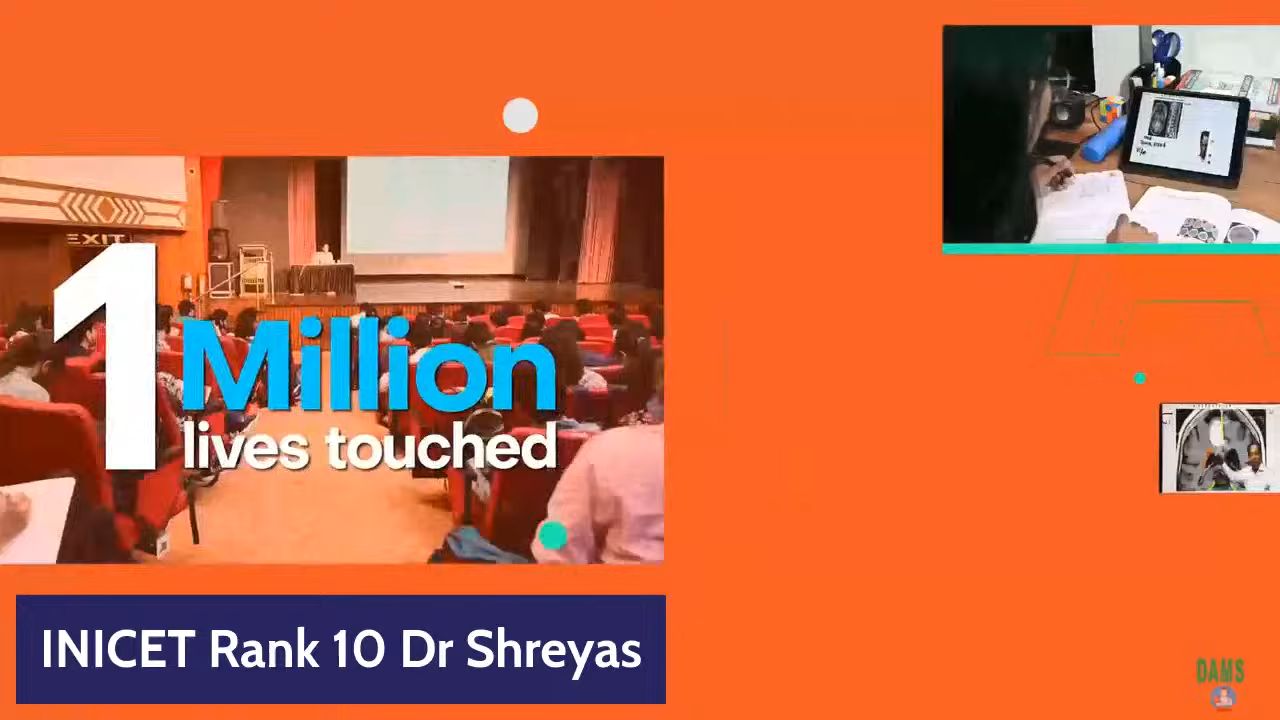 EXIT
1 Million
lives touched
INICET Rank 10 Dr Shreyas
DAMS